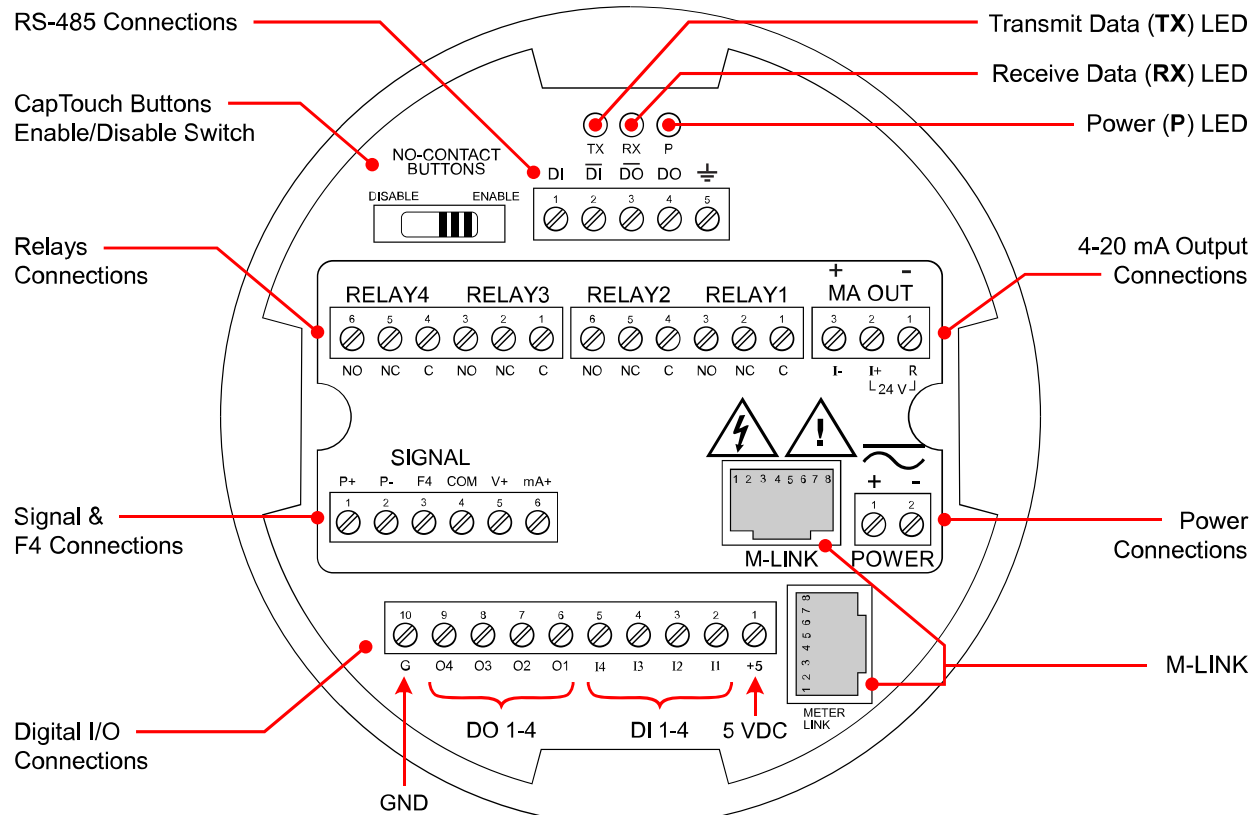 RS-485 Connections
Transmit Data (TX) LED
CapTouch Buttons
Enable/Disable Switch
Receive Data (RX) LED
Power (P) LED
TX RX P
NO-CONTACT
BUTTONS
DISABLE ENABLE
DI D̅I̅ D̅O̅ DO
1 2 3 4 5
Relays
Connections
4-20 mA Output
Connections
+ -
RELAY4 RELAY3 RELAY2 RELAY1 MA OUT
6 5 4 3 2 1 6 5 4 3 2 1 3 2 1
NO NC C NO NC C NO NC C NO NC C I- I+ R
24 V
SIGNAL
P+ P- F4 COM V+ mA+
1 2 3 4 5 6
Signal &
F4 Connections
1 2 3 4 5 6 7 8
M-LINK
+ -
1 2
POWER
Power
Connections
10 9 8 7 6 5 4 3 2 1
G O4 O3 O2 O1 I4 I3 I2 I1 +5
DO 1-4 DI 1-4 5 VDC
GND
Digital I/O
Connections
1 2 3 4 5 6 7 8
METER
LINK
M-LINK